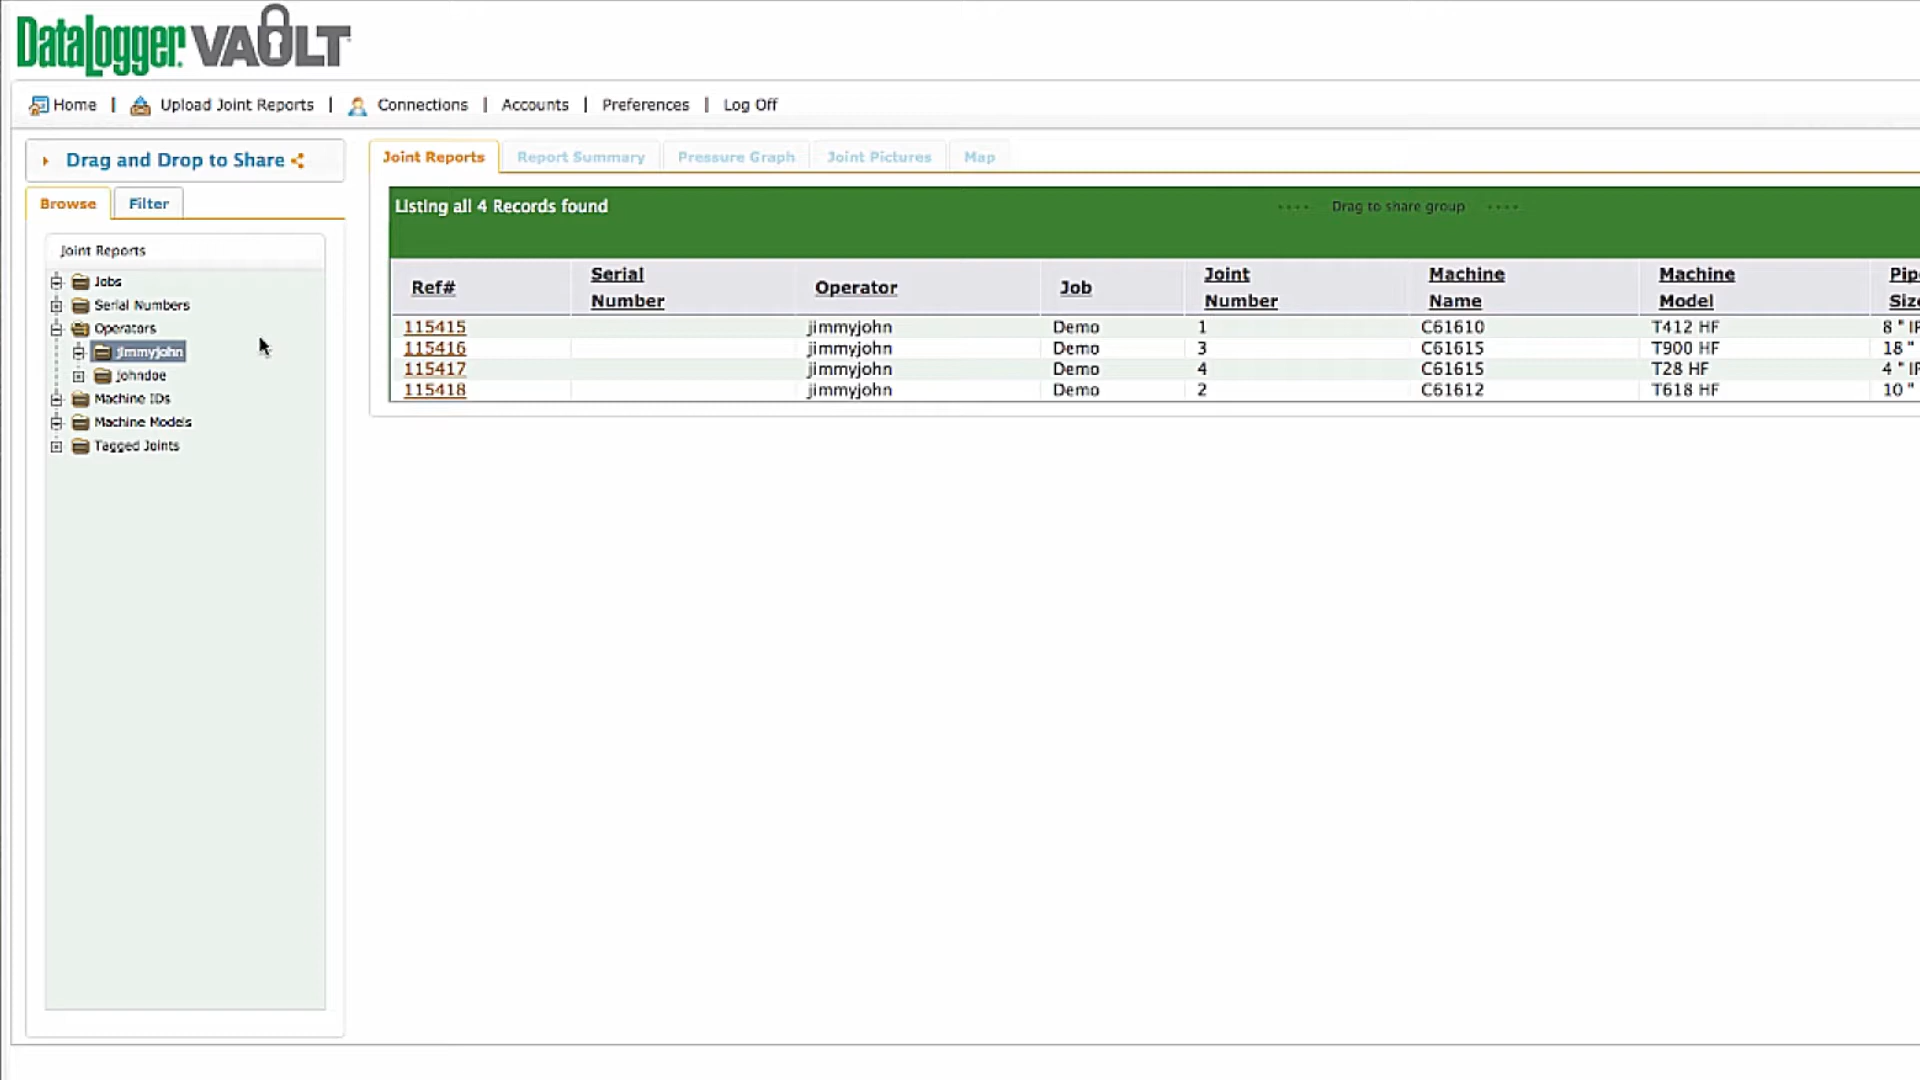 DataLogger VAULT
Home | Upload Joint Reports | Connections | Accounts | Preferences | Log Off
Drag and Drop to Share
Joint Reports Report Summary Pressure Graph Joint Pictures Map
Browse Filter
Listing all 4 Records found
Drag to share group
Joint Reports
Jobs
Serial Numbers
Operators
jimmyjohn
johndoe
Machine IDs
Machine Models
Tagged Joints
Ref# Serial Number Operator Job Joint Number Machine Name Machine Model
115415 jimmyjohn Demo 1 C61610 T412 HF 8 "
115416 jimmyjohn Demo 3 C61615 T900 HF 18 "
115417 jimmyjohn Demo 4 C61615 T28 HF 4 "
115418 jimmyjohn Demo 2 C61612 T618 HF 10 "